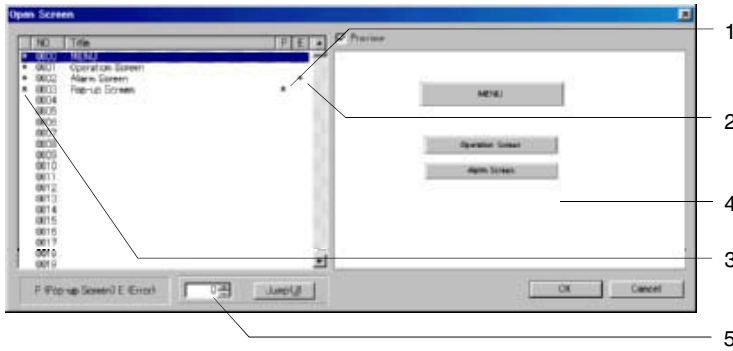 Open Screen
NO. Title P E
* 0000 MENU
* 0001 Operation Screen
* 0002 Alarm Screen *
* 0003 Pop-up Screen *
0004
0005
0006
0007
0008
0009
0010
0011
0012
0013
0014
0015
0016
0017
0018
0019
P (Pop-up Screen) E (Error)
0
Jump(J)
Preview
MENU
Operation Screen
Alarm Screen
OK
Cancel
1
2
4
3
5